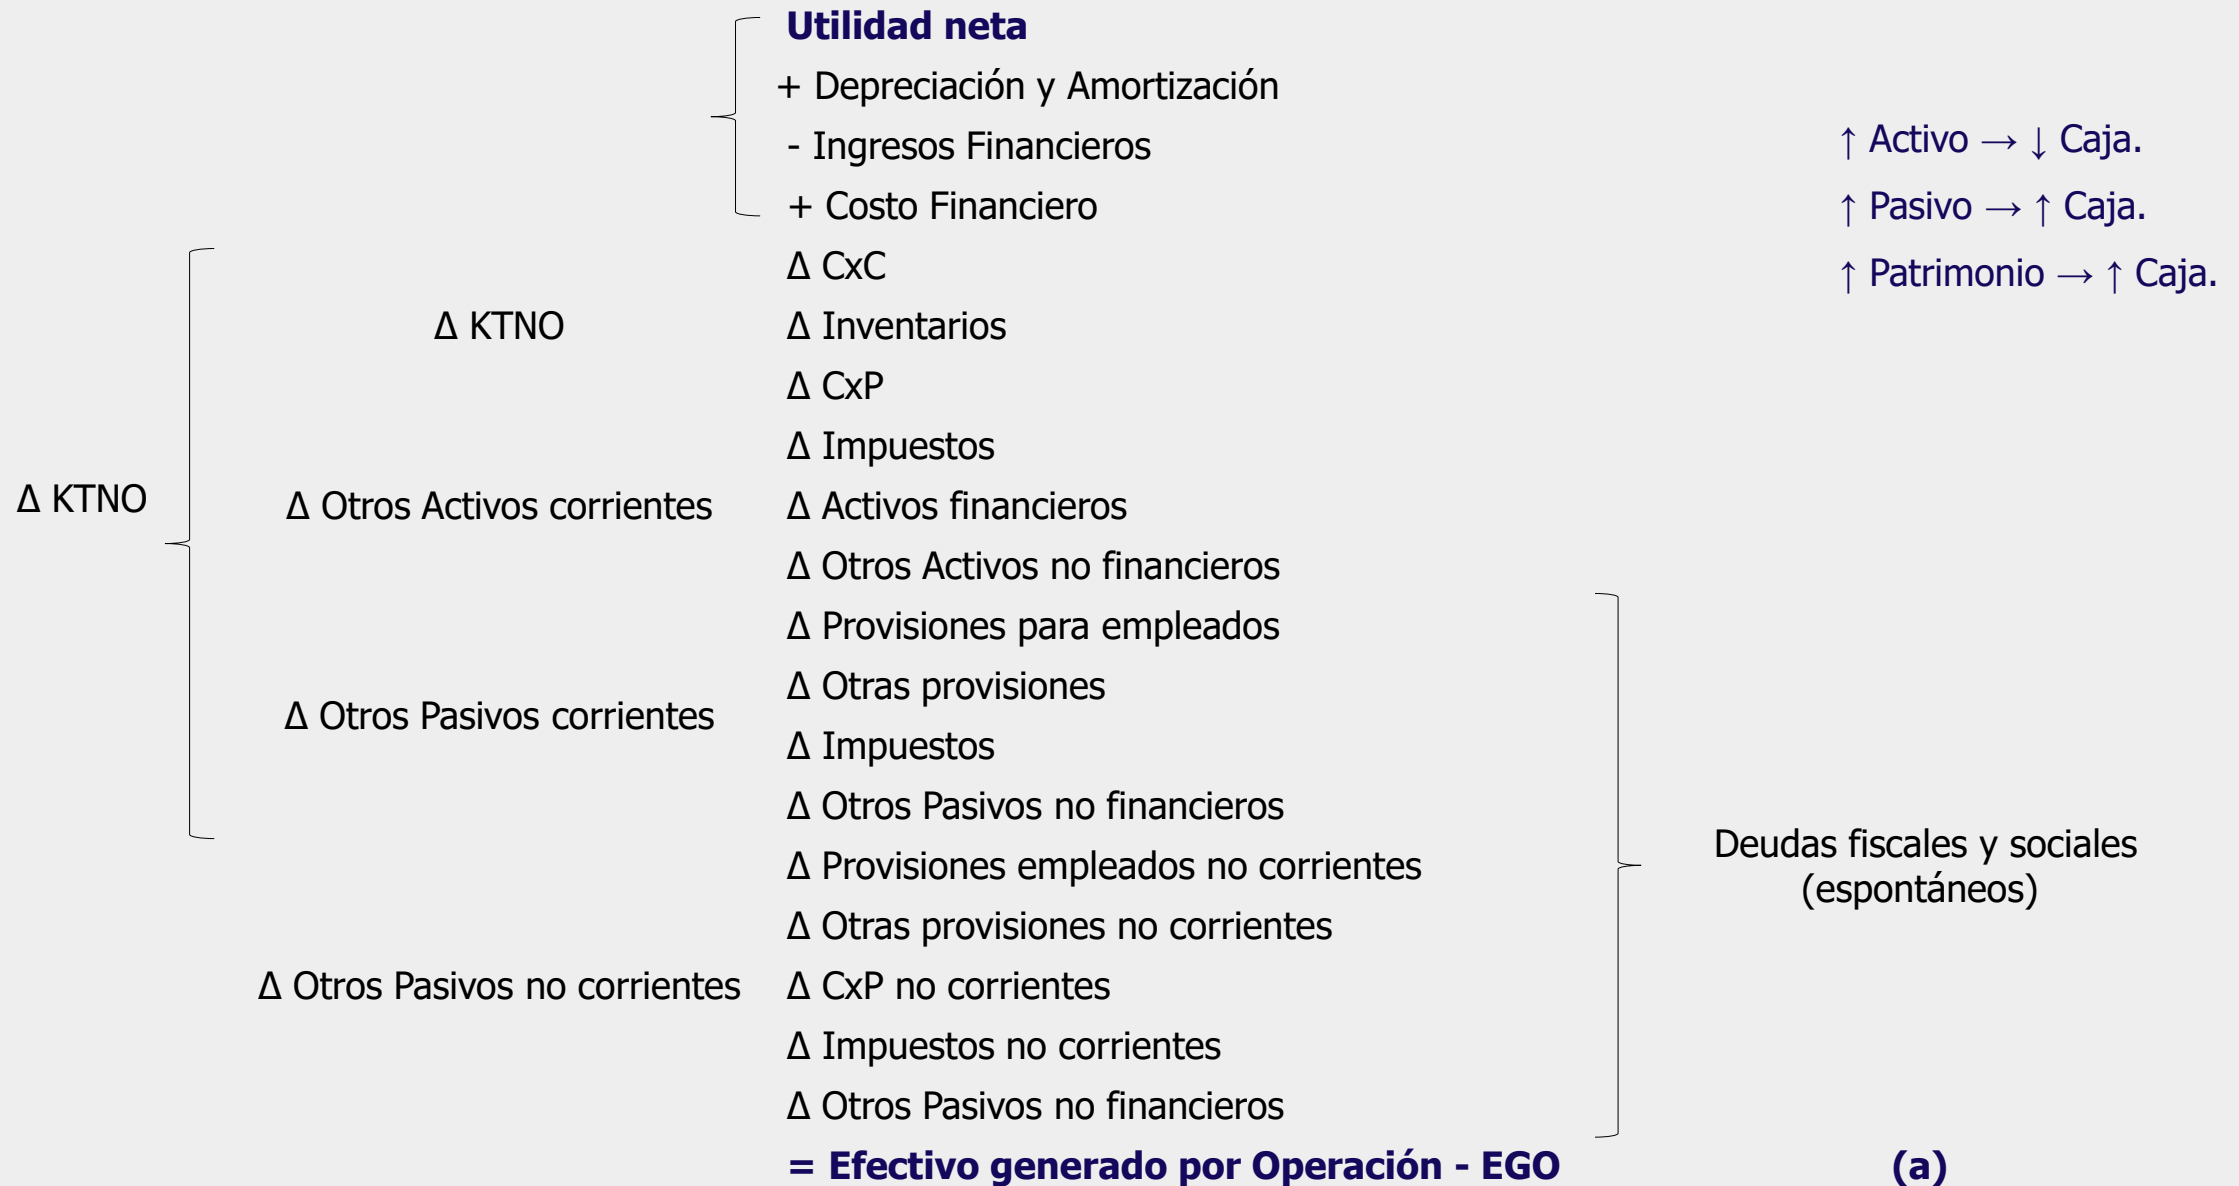 Utilidad neta
+ Depreciación y Amortización
- Ingresos Financieros
+ Costo Financiero
↑ Activo → ↓ Caja.
↑ Pasivo → ↑ Caja.
↑ Patrimonio → ↑ Caja.
Δ KTNO
Δ KTNO
Δ CxC
Δ Inventarios
Δ CxP
Δ Otros Activos corrientes
Δ Impuestos
Δ Activos financieros
Δ Otros Activos no financieros
Δ Otros Pasivos corrientes
Δ Provisiones para empleados
Δ Otras provisiones
Δ Impuestos
Δ Otros Pasivos no financieros
Δ Otros Pasivos no corrientes
Δ Provisiones empleados no corrientes
Δ Otras provisiones no corrientes
Δ CxP no corrientes
Δ Impuestos no corrientes
Δ Otros Pasivos no financieros
Deudas fiscales y sociales
(espontáneos)
= Efectivo generado por Operación - EGO (a)